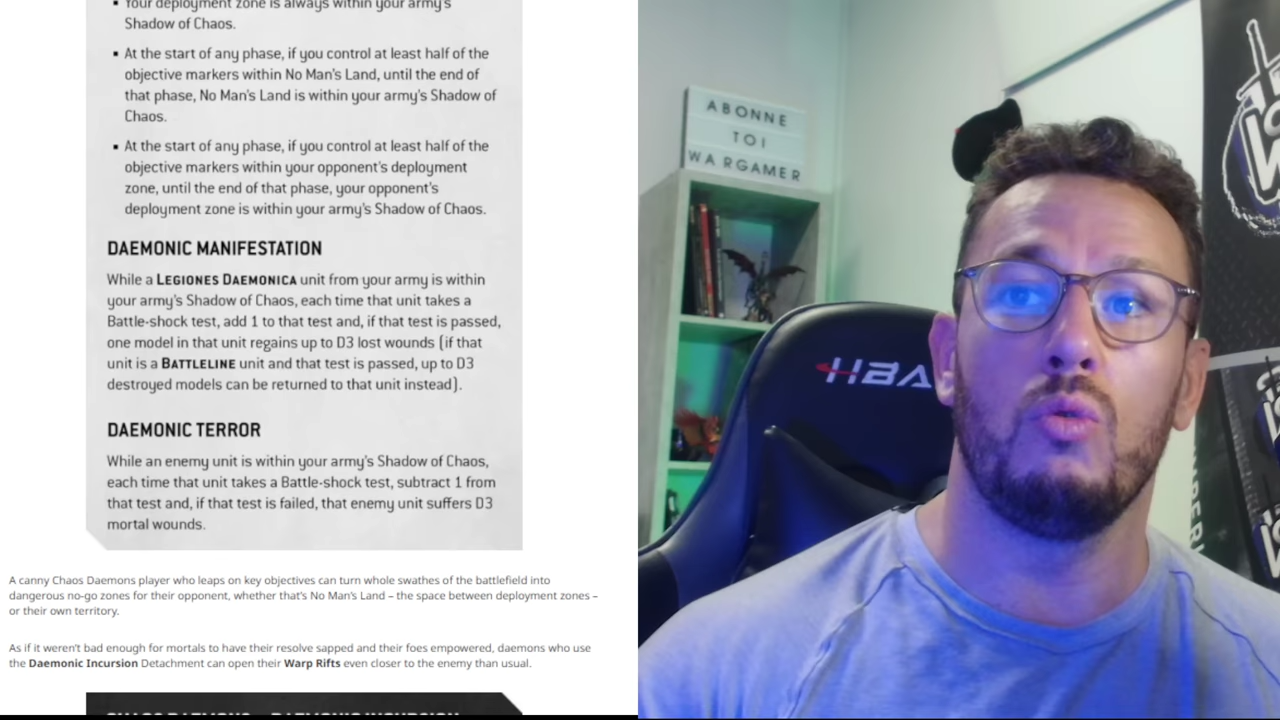 Your deployment zone is always within your army's
Shadow of Chaos.
At the start of any phase, if you control at least half of the
objective markers within No Man's Land, until the end of
that phase, No Man's Land is within your army's Shadow of
Chaos.
At the start of any phase, if you control at least half of the
objective markers within your opponent's deployment
zone, until the end of that phase, your opponent's
deployment zone is within your army's Shadow of Chaos.
DAEMONIC MANIFESTATION
While a LEGIONES DAEMONICA unit from your army is within
your army's Shadow of Chaos, each time that unit takes a
Battle-shock test, add 1 to that test and, if that test is passed,
one model in that unit regains up to D3 lost wounds (if that
unit is a BATTLELINE unit and that test is passed, up to D3
destroyed models can be returned to that unit instead).
DAEMONIC TERROR
While an enemy unit is within your army's Shadow of Chaos,
each time that unit takes a Battle-shock test, subtract 1 from
that test and, if that test is failed, that enemy unit suffers D3
mortal wounds.
A canny Chaos Daemons player who leaps on key objectives can turn whole swathes of the battlefield into
dangerous no-go zones for their opponent, whether that's No Man's Land – the space between deployment zones –
or their own territory.
As if it weren't bad enough for mortals to have their resolve sapped and their foes empowered, daemons who use
the Daemonic Incursion Detachment can open their Warp Rifts even closer to the enemy than usual.
CHAOS DAEMONS – DAEMONIC INCURSION
ABONNE
TOI
WARGAMER
HBA